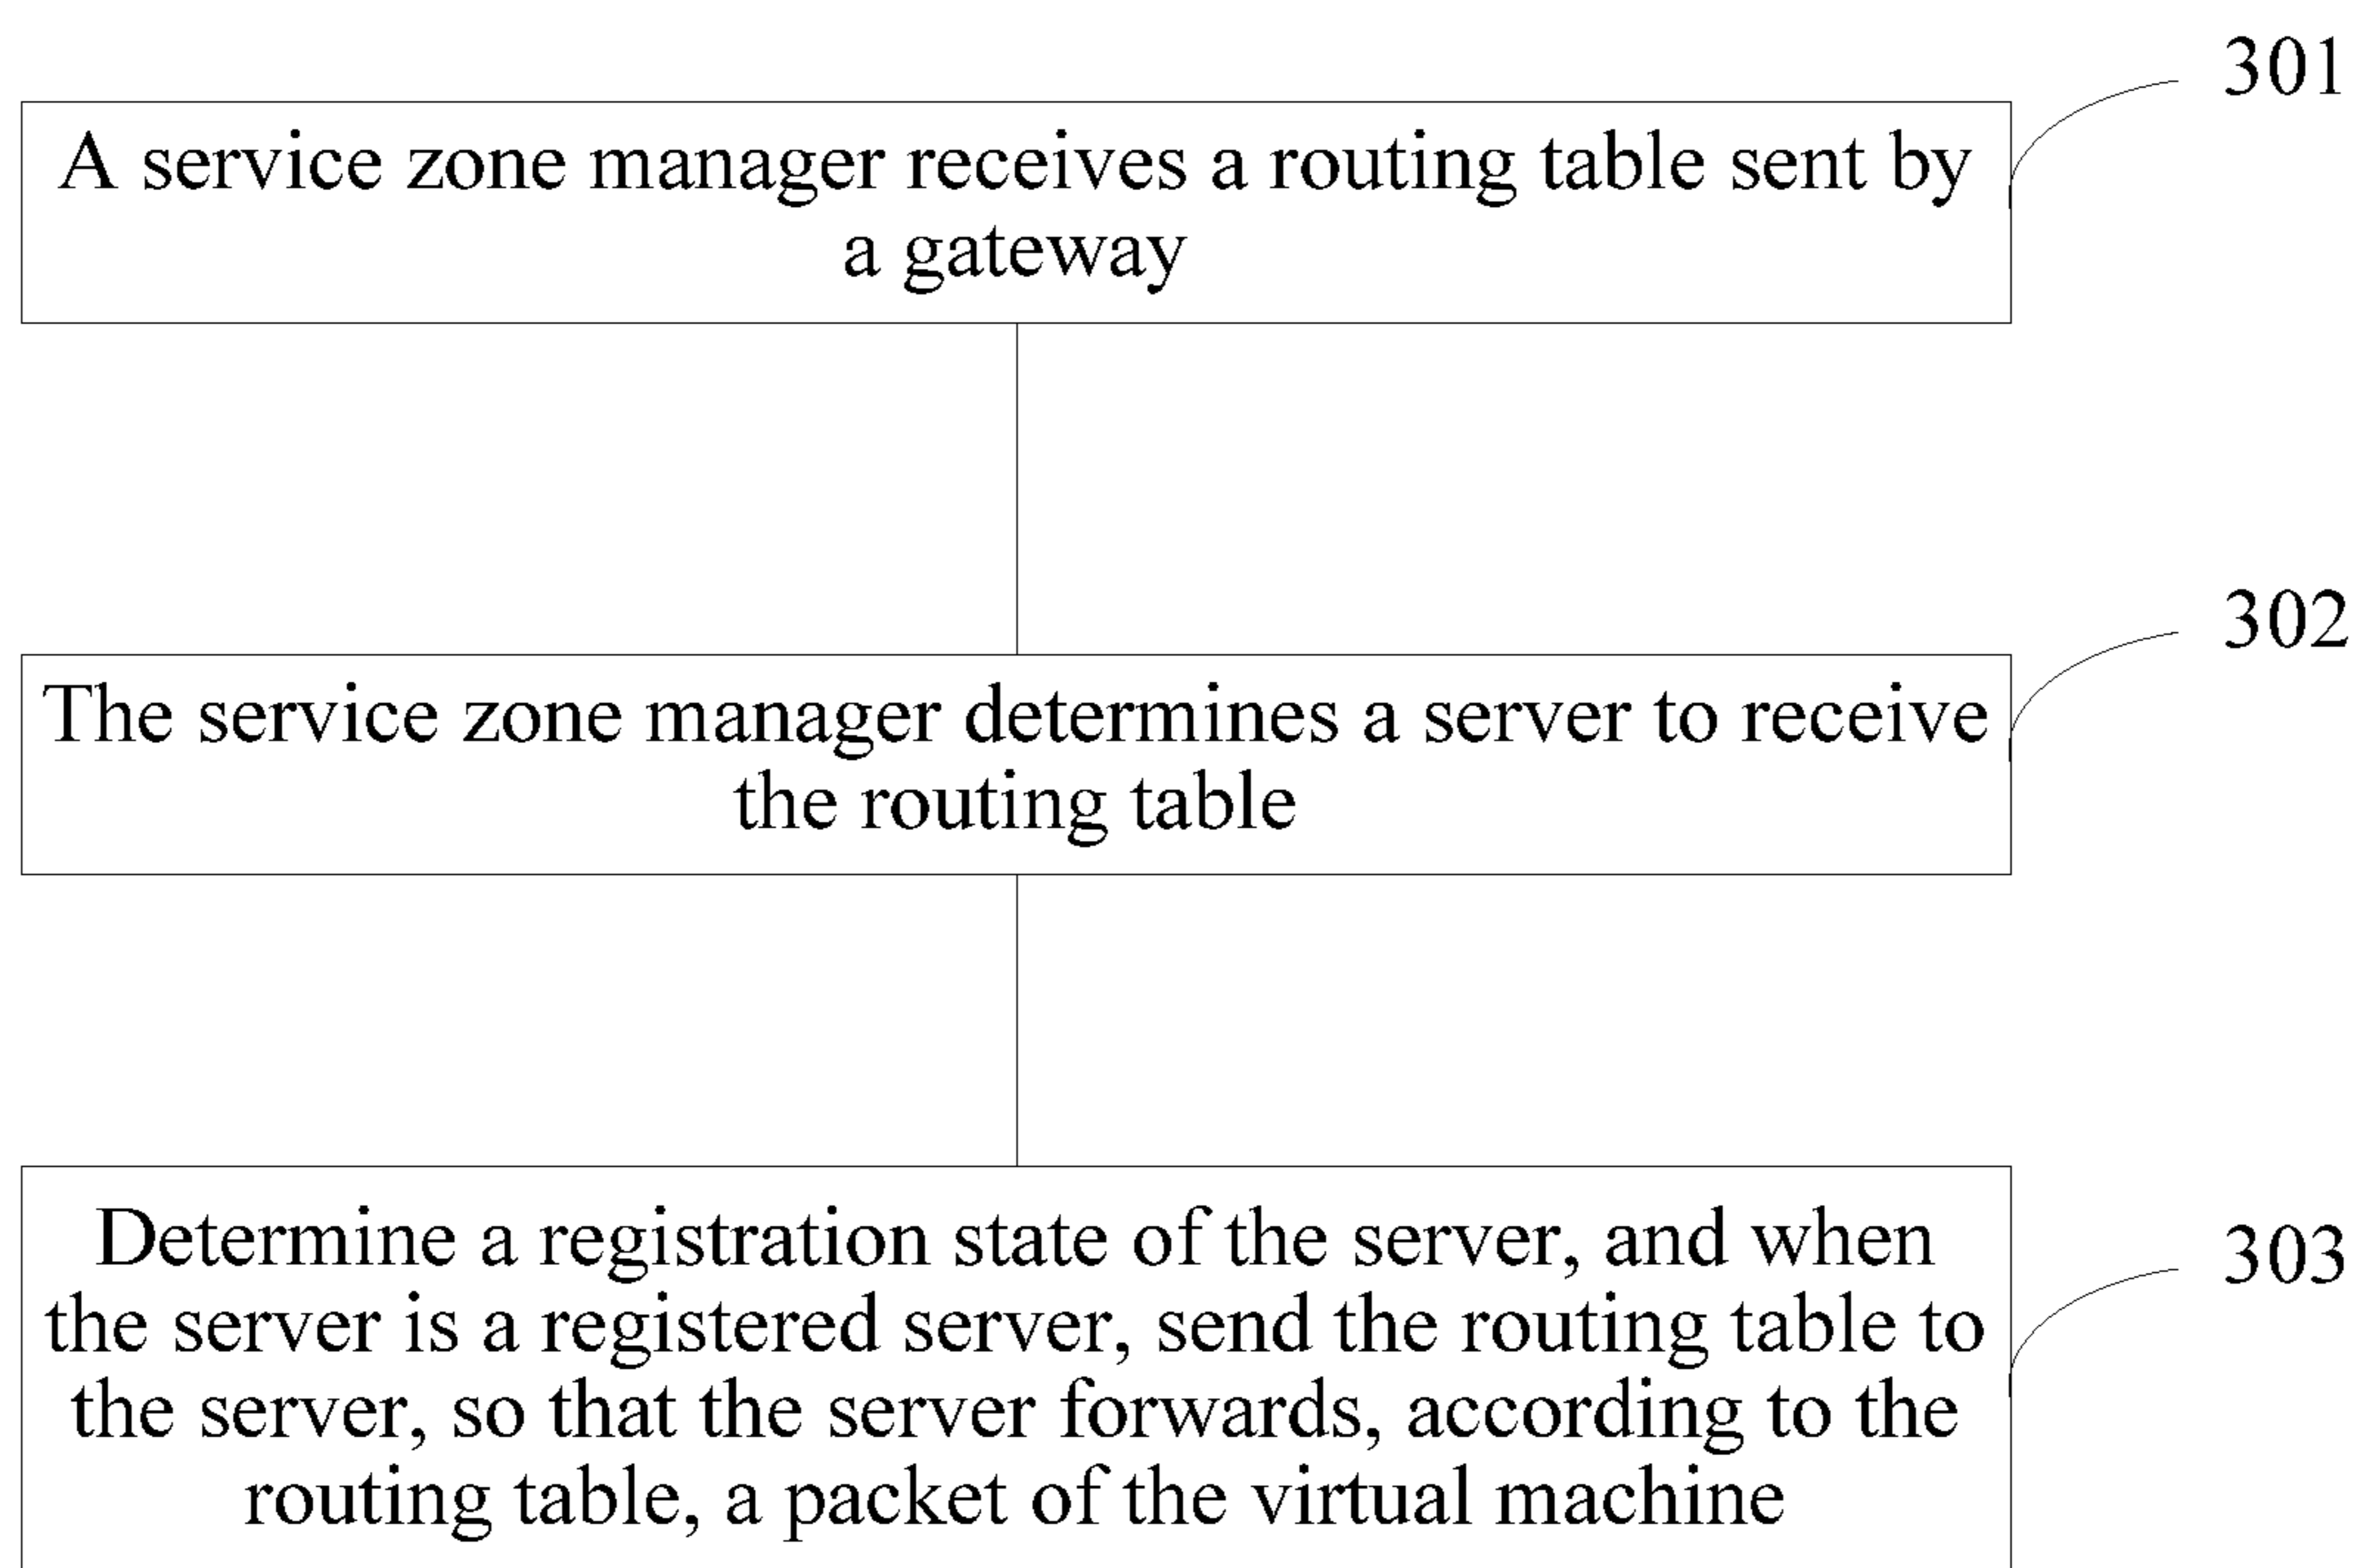 301
A service zone manager receives a routing table sent by
a gateway
302
The service zone manager determines a server to receive
the routing table
303
Determine a registration state of the server, and when
the server is a registered server, send the routing table to
the server, so that the server forwards, according to the
routing table, a packet of the virtual machine